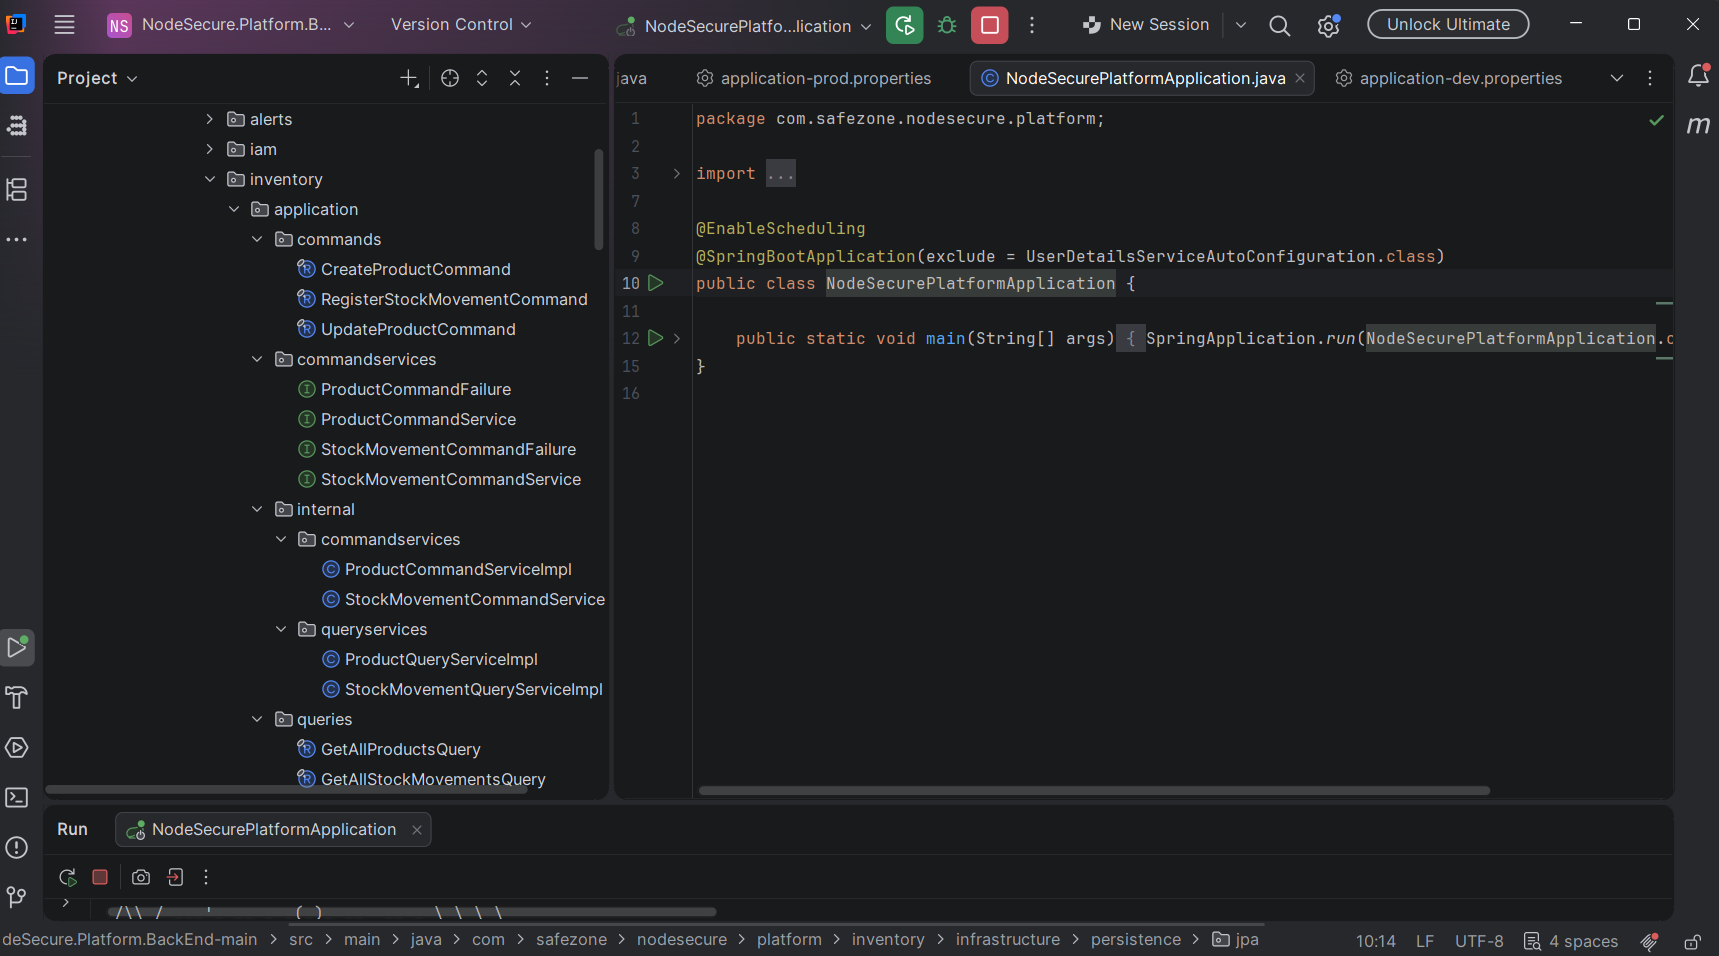 NS NodeSecure.Platform.B... Version Control NodeSecurePlatfo...lication New Session Unlock Ultimate
Project
alerts
iam
inventory
application
commands
CreateProductCommand
RegisterStockMovementCommand
UpdateProductCommand
commandservices
ProductCommandFailure
ProductCommandService
StockMovementCommandFailure
StockMovementCommandService
internal
commandservices
ProductCommandServiceImpl
StockMovementCommandService
queryservices
ProductQueryServiceImpl
StockMovementQueryServiceImpl
queries
GetAllProductsQuery
GetAllStockMovementsQuery
java application-prod.properties NodeSecurePlatformApplication.java application-dev.properties
m
1 package com.safezone.nodesecure.platform;
2
3 import ...
7
8 @EnableScheduling
9 @SpringBootApplication(exclude = UserDetailsServiceAutoConfiguration.class)
10 public class NodeSecurePlatformApplication {
11
12 public static void main(String[] args) { SpringApplication.run(NodeSecurePlatformApplication.c
15 }
16
Run NodeSecurePlatformApplication
/\\ / ' ( ) \ \ \ \
deSecure.Platform.BackEnd-main > src > main > java > com > safezone > nodesecure > platform > inventory > infrastructure > persistence > jpa 10:14 LF UTF-8 4 spaces